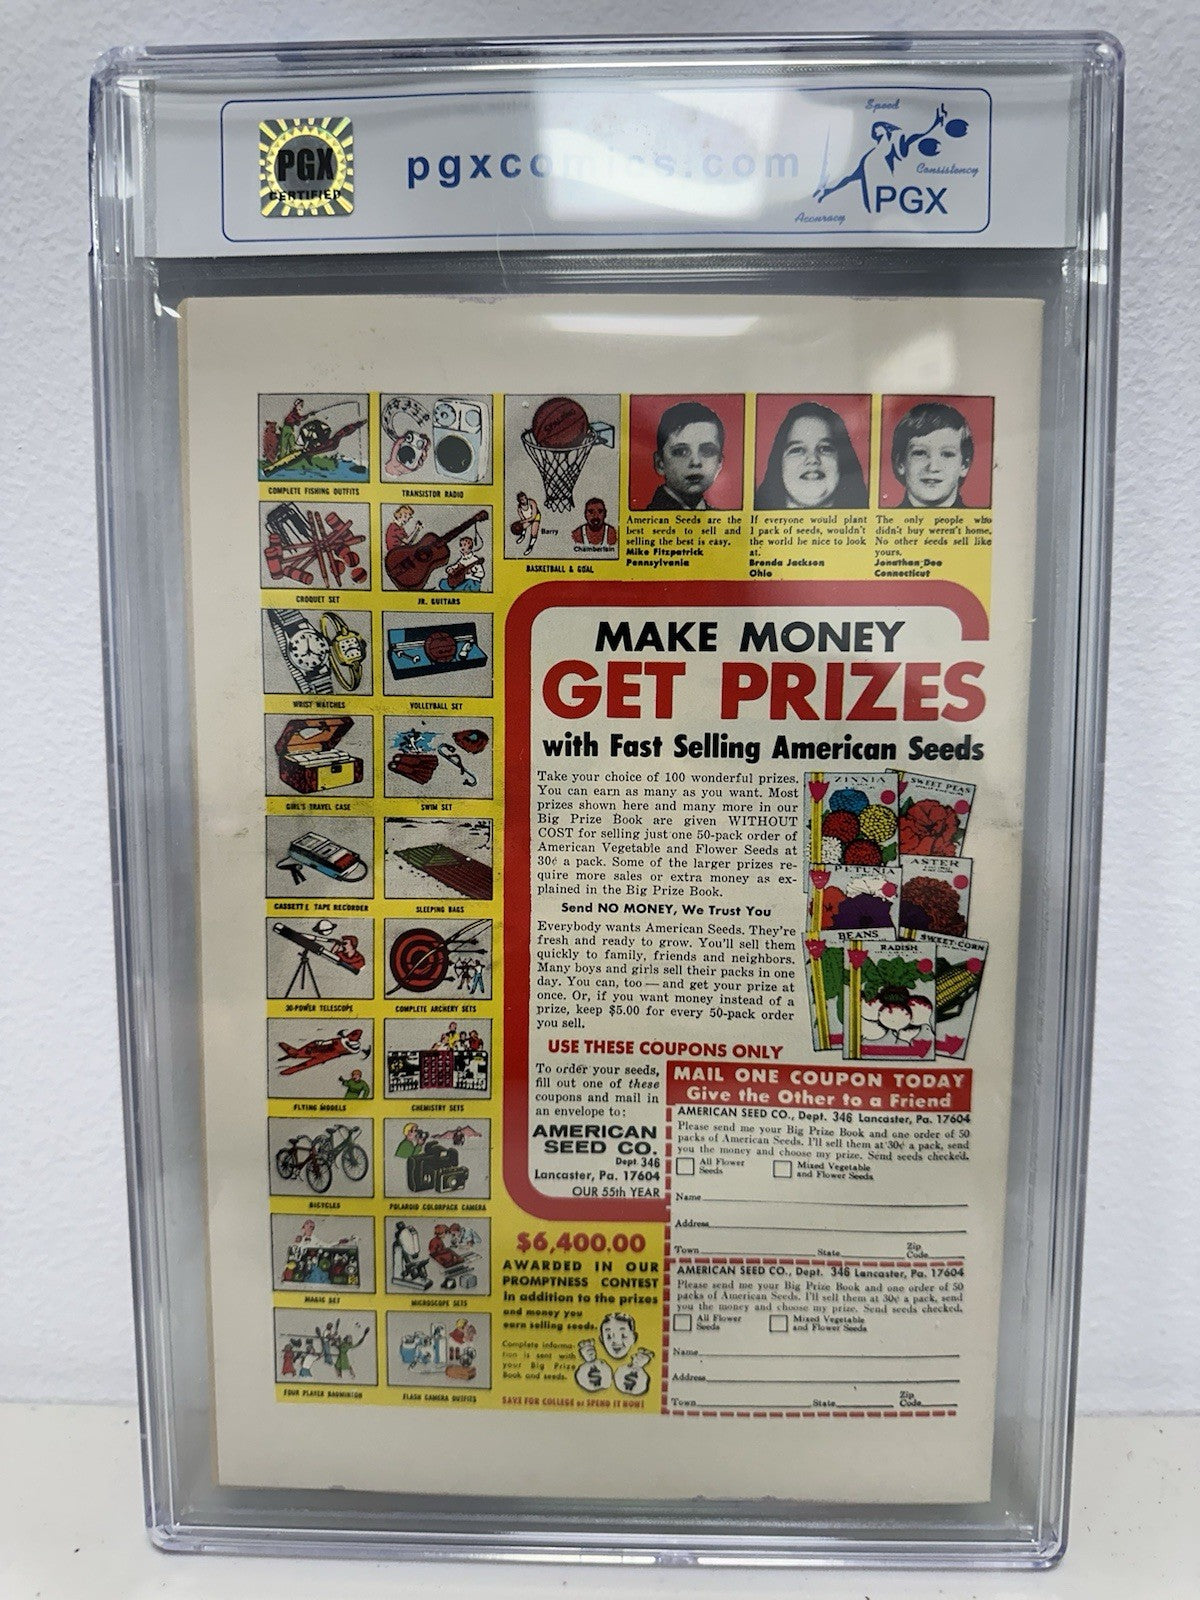 PGX
CERTIFIED
pgxcomics.com
Speed
Consistency
Accuracy
PGX
COMPLETE FISHING OUTFITS
TRANSISTOR RADIO
CROQUET SET
JR. GUITARS
WRIST WATCHES
VOLLEYBALL SET
GIRL'S TRAVEL CASE
SWIM SET
CASSETTE TAPE RECORDER
SLEEPING BAGS
30-POWER TELESCOPE
COMPLETE ARCHERY SETS
FLYING MODELS
CHEMISTRY SETS
BICYCLES
POLAROID COLORPACK CAMERA
MAGIC SET
MICROSCOPE SETS
FOUR PLAYER BADMINTON
FLASH CAMERA OUTFITS
SPALDING
Barry
Chamberlain
BASKETBALL & GOAL
American Seeds are the
best seeds to sell and
selling the best is easy.
Mike Fitzpatrick
Pennsylvania
If everyone would plant
1 pack of seeds, wouldn't
the world be nice to look
at.
Brenda Jackson
Ohio
The only people who
didn't buy weren't home.
No other seeds sell like
yours.
Jonathan Dee
Connecticut
MAKE MONEY
GET PRIZES
with Fast Selling American Seeds
Take your choice of 100 wonderful prizes.
You can earn as many as you want. Most
prizes shown here and many more in our
Big Prize Book are given WITHOUT
COST for selling just one 50-pack order of
American Vegetable and Flower Seeds at
30¢ a pack. Some of the larger prizes re-
quire more sales or extra money as ex-
plained in the Big Prize Book.
Send NO MONEY, We Trust You
Everybody wants American Seeds. They're
fresh and ready to grow. You'll sell them
quickly to family, friends and neighbors.
Many boys and girls sell their packs in one
day. You can, too — and get your prize at
once. Or, if you want money instead of a
prize, keep $5.00 for every 50-pack order
you sell.
ZINNIA
SWEET PEAS
PETUNIA
ASTER
BEANS
RADISH
SWEET CORN
USE THESE COUPONS ONLY
To order your seeds,
fill out one of these
coupons and mail in
an envelope to:
AMERICAN
SEED CO.
Dept. 346
Lancaster, Pa. 17604
OUR 55th YEAR
$6,400.00
AWARDED IN OUR
PROMPTNESS CONTEST
In addition to the prizes
and money you
earn selling seeds.
Complete informa-
tion is sent with
your Big Prize
Book and seeds.
$ $
SAVE FOR COLLEGE or SPEND IT NOW!
MAIL ONE COUPON TODAY
Give the Other to a Friend
AMERICAN SEED CO., Dept. 346 Lancaster, Pa. 17604
Please send me your Big Prize Book and one order of 50
packs of American Seeds. I'll sell them at 30¢ a pack, send
you the money and choose my prize. Send seeds checked.
All Flower
Seeds
Mixed Vegetable
and Flower Seeds
Name
Address
Town State Zip
Code
AMERICAN SEED CO., Dept. 346 Lancaster, Pa. 17604
Please send me your Big Prize Book and one order of 50
packs of American Seeds. I'll sell them at 30¢ a pack, send
you the money and choose my prize. Send seeds checked.
All Flower
Seeds
Mixed Vegetable
and Flower Seeds
Name
Address
Town State Zip
Code